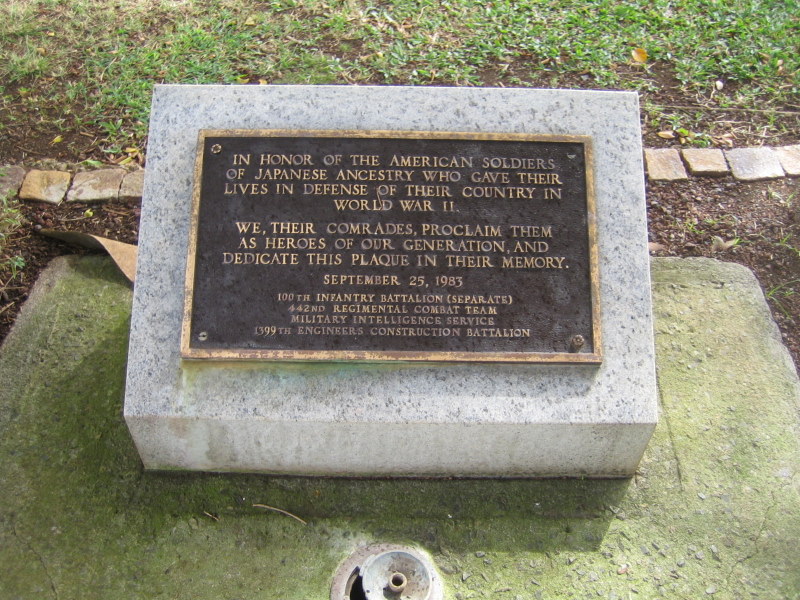 IN HONOR OF THE AMERICAN SOLDIERS
OF JAPANESE ANCESTRY WHO GAVE THEIR
LIVES IN DEFENSE OF THEIR COUNTRY IN
WORLD WAR II.
WE, THEIR COMRADES, PROCLAIM THEM
AS HEROES OF OUR GENERATION, AND
DEDICATE THIS PLAQUE IN THEIR MEMORY.
SEPTEMBER 25, 1983
100TH INFANTRY BATTALION (SEPARATE)
442ND REGIMENTAL COMBAT TEAM
MILITARY INTELLIGENCE SERVICE
1399TH ENGINEERS CONSTRUCTION BATTALION